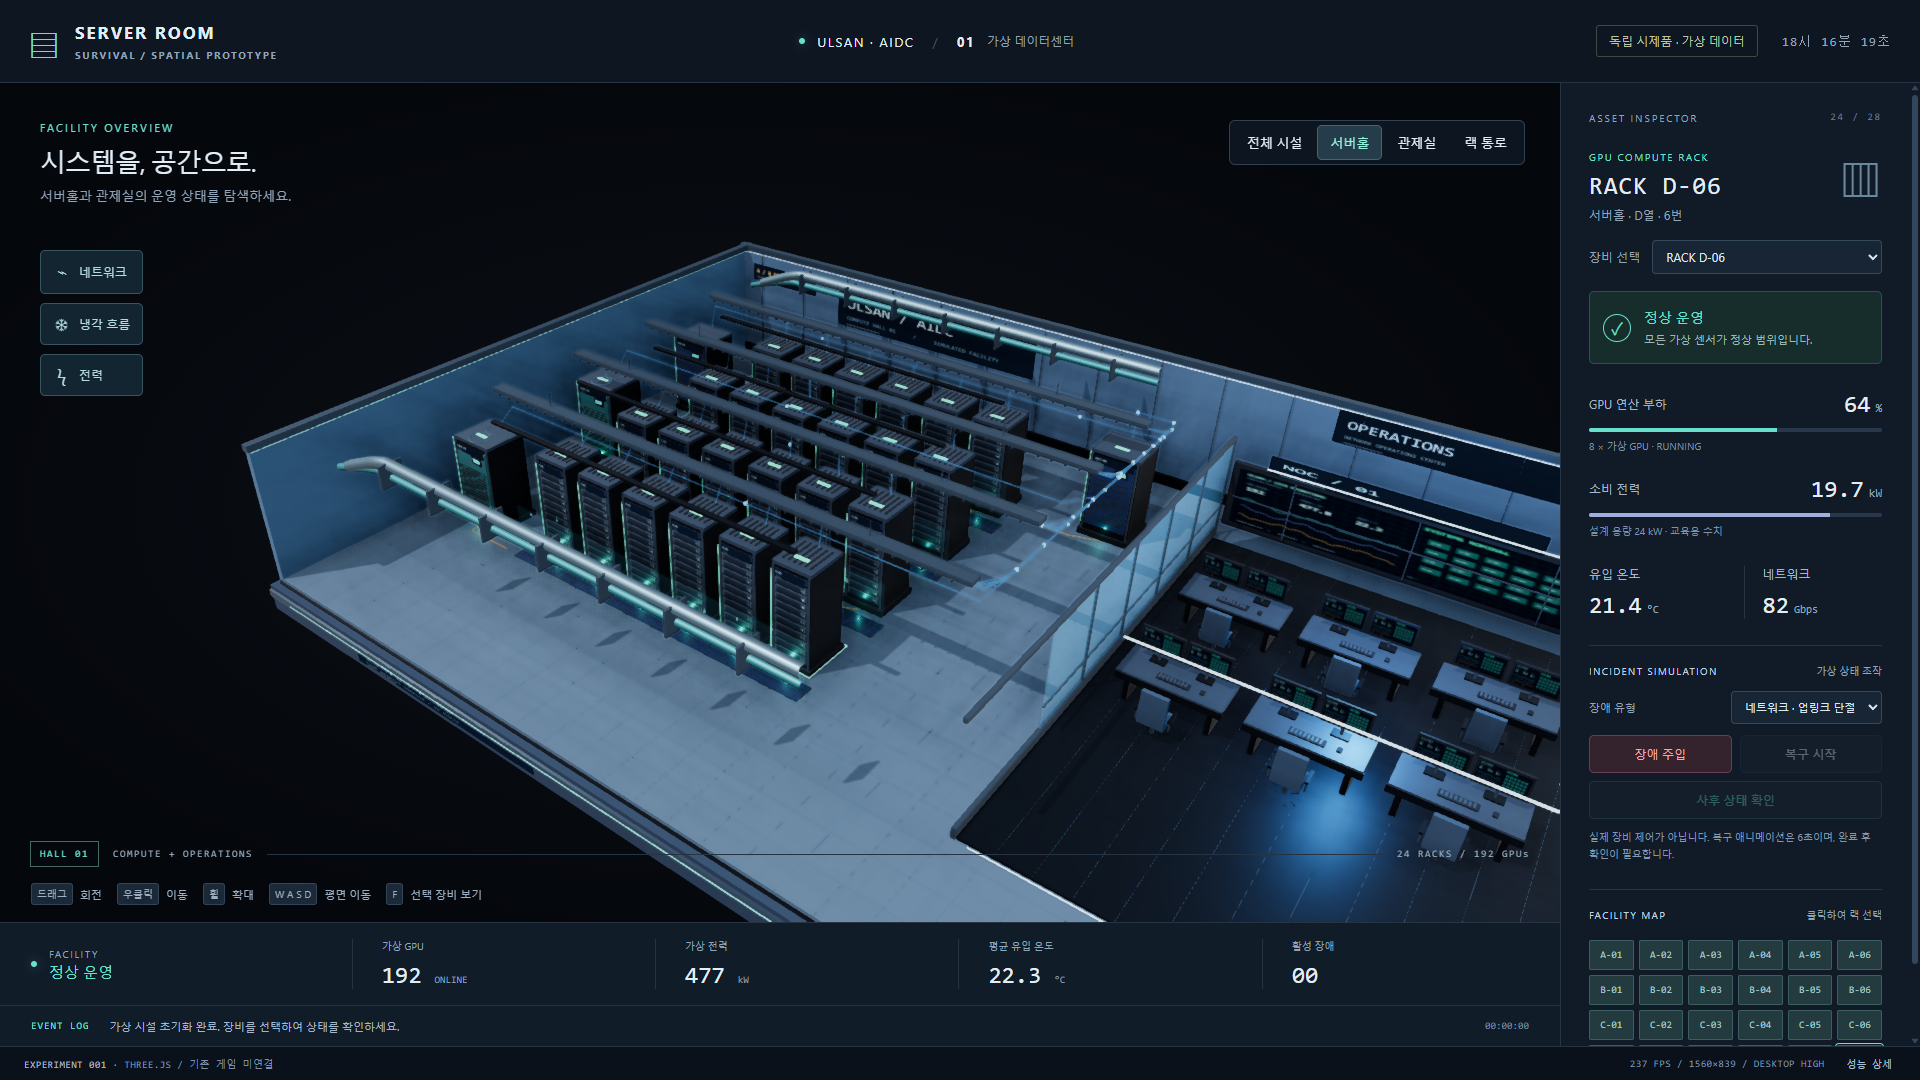 SERVER ROOM
SURVIVAL / SPATIAL PROTOTYPE
ULSAN · AIDC / 01 가상 데이터센터
독립 시제품 · 가상 데이터
18시 16분 19초
FACILITY OVERVIEW
시스템을, 공간으로.
서버홀과 관제실의 운영 상태를 탐색하세요.
전체 시설 서버홀 관제실 랙 통로
네트워크
냉각 흐름
전력
ULSAN / AIDC
COMPUTE HALL 01 / SIMULATED FACILITY
OPERATIONS
NETWORK OPERATIONS CENTER
NOC / 01
HALL 01 COMPUTE + OPERATIONS
24 RACKS / 192 GPUs
드래그 회전 우클릭 이동 휠 확대 WASD 평면 이동 F 선택 장비 보기
FACILITY
정상 운영
가상 GPU
192 ONLINE
가상 전력
477 kW
평균 유입 온도
22.3 °C
활성 장애
00
EVENT LOG 가상 시설 초기화 완료. 장비를 선택하여 상태를 확인하세요.
00:00:00
EXPERIMENT 001 · THREE.JS / 기존 게임 미연결
237 FPS / 1560×839 / DESKTOP HIGH 성능 상세
ASSET INSPECTOR 24 / 28
GPU COMPUTE RACK
RACK D-06
서버홀 · D열 · 6번
장비 선택 RACK D-06
정상 운영
모든 가상 센서가 정상 범위입니다.
GPU 연산 부하 64 %
8 × 가상 GPU · RUNNING
소비 전력 19.7 kW
설계 용량 24 kW · 교육용 수치
유입 온도
21.4 °C
네트워크
82 Gbps
INCIDENT SIMULATION 가상 상태 조작
장애 유형 네트워크 · 업링크 단절
장애 주입 복구 시작
사후 상태 확인
실제 장비 제어가 아닙니다. 복구 애니메이션은 6초이며, 완료 후
확인이 필요합니다.
FACILITY MAP 클릭하여 랙 선택
A-01 A-02 A-03 A-04 A-05 A-06
B-01 B-02 B-03 B-04 B-05 B-06
C-01 C-02 C-03 C-04 C-05 C-06